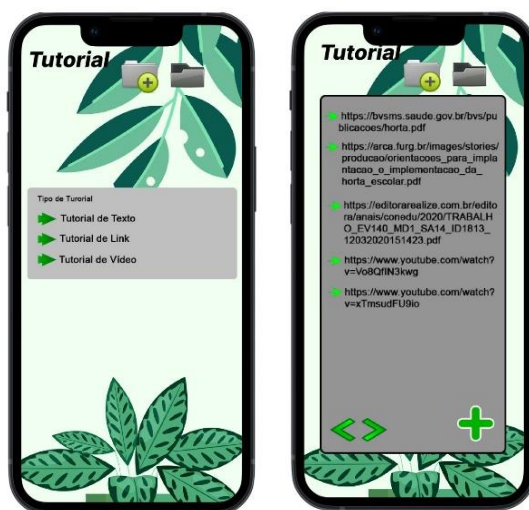 Tutorial
Tipo de Turorial
Tutorial de Texto
Tutorial de Link
Tutorial de Vídeo
Tutorial
https://bvsms.saude.gov.br/bvs/pu
blicacoes/horta.pdf
https://arca.furg.br/images/stories/
producao/orientacoes_para_impla
ntacao_o_implementacao_da_
horta_escolar.pdf
https://editorarealize.com.br/edito
ra/anais/conedu/2020/TRABALH
O_EV140_MD1_SA14_ID1813_
12032020151423.pdf
https://www.youtube.com/watch?
v=Vo8QflN3kwg
https://www.youtube.com/watch?
v=xTmsudFU9io